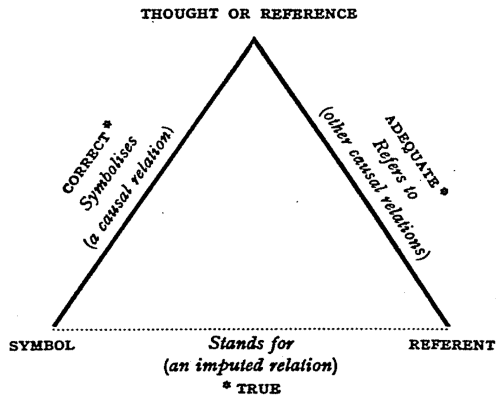 THOUGHT OR REFERENCE
CORRECT*
Symbolises
(a causal relation)
ADEQUATE*
Refers to
(other causal relations)
SYMBOL
Stands for
(an imputed relation)
* TRUE
REFERENT